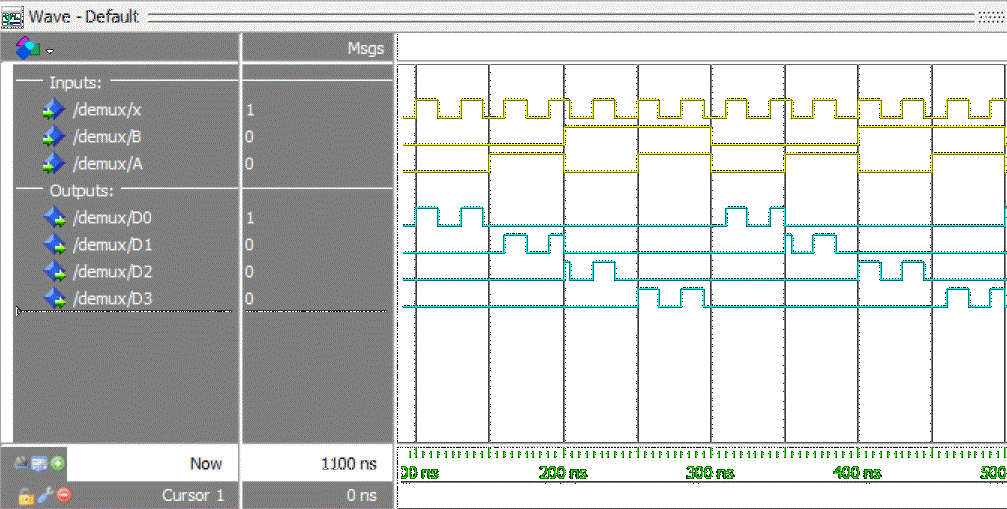 Wave - Default
Msgs
Inputs:
/demux/x 1
/demux/B 0
/demux/A 0
Outputs:
/demux/D0 1
/demux/D1 0
/demux/D2 0
/demux/D3 0
Now 1100 ns
00 ns 200 ns 300 ns 400 ns 500
Cursor 1 0 ns